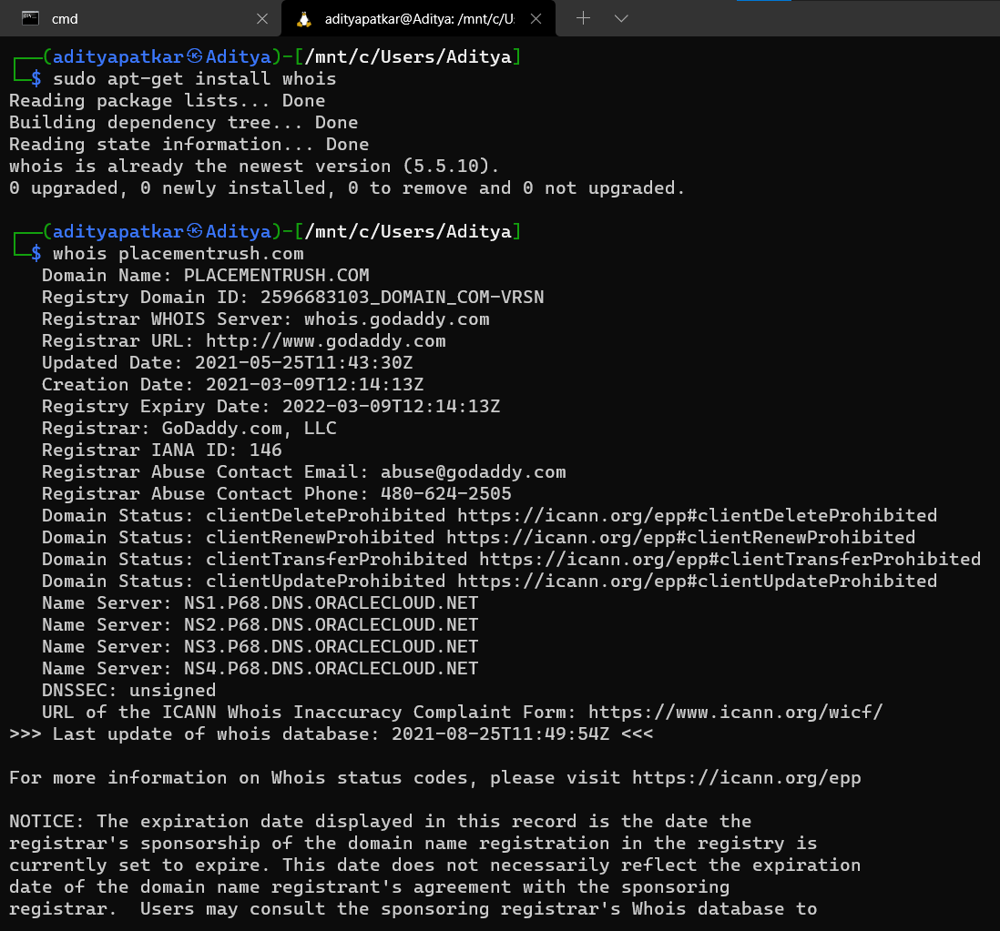 cmd
adityapatkar@Aditya: /mnt/c/Us
┌──(adityapatkar㉿Aditya)-[/mnt/c/Users/Aditya]
└─$ sudo apt-get install whois
Reading package lists... Done
Building dependency tree... Done
Reading state information... Done
whois is already the newest version (5.5.10).
0 upgraded, 0 newly installed, 0 to remove and 0 not upgraded.
┌──(adityapatkar㉿Aditya)-[/mnt/c/Users/Aditya]
└─$ whois placementrush.com
Domain Name: PLACEMENTRUSH.COM
Registry Domain ID: 2596683103_DOMAIN_COM-VRSN
Registrar WHOIS Server: whois.godaddy.com
Registrar URL: http://www.godaddy.com
Updated Date: 2021-05-25T11:43:30Z
Creation Date: 2021-03-09T12:14:13Z
Registry Expiry Date: 2022-03-09T12:14:13Z
Registrar: GoDaddy.com, LLC
Registrar IANA ID: 146
Registrar Abuse Contact Email: abuse@godaddy.com
Registrar Abuse Contact Phone: 480-624-2505
Domain Status: clientDeleteProhibited https://icann.org/epp#clientDeleteProhibited
Domain Status: clientRenewProhibited https://icann.org/epp#clientRenewProhibited
Domain Status: clientTransferProhibited https://icann.org/epp#clientTransferProhibited
Domain Status: clientUpdateProhibited https://icann.org/epp#clientUpdateProhibited
Name Server: NS1.P68.DNS.ORACLECLOUD.NET
Name Server: NS2.P68.DNS.ORACLECLOUD.NET
Name Server: NS3.P68.DNS.ORACLECLOUD.NET
Name Server: NS4.P68.DNS.ORACLECLOUD.NET
DNSSEC: unsigned
URL of the ICANN Whois Inaccuracy Complaint Form: https://www.icann.org/wicf/
>>> Last update of whois database: 2021-08-25T11:49:54Z <<<
For more information on Whois status codes, please visit https://icann.org/epp
NOTICE: The expiration date displayed in this record is the date the
registrar's sponsorship of the domain name registration in the registry is
currently set to expire. This date does not necessarily reflect the expiration
date of the domain name registrant's agreement with the sponsoring
registrar.  Users may consult the sponsoring registrar's Whois database to